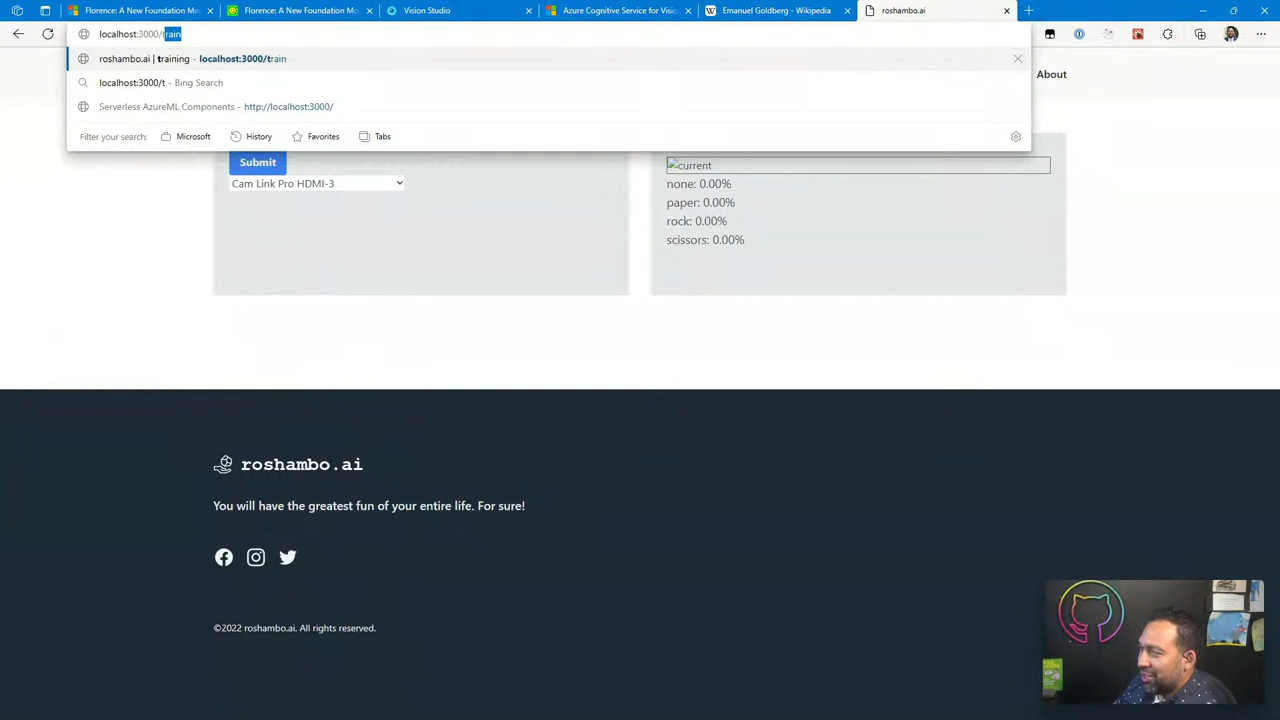 Florence: A New Foundation Mo
Florence: A New Foundation Mo
Vision Studio
Azure Cognitive Service for Visi
Emanuel Goldberg - Wikipedia
roshambo.ai
localhost:3000/train
roshambo.ai | training - localhost:3000/train
localhost:3000/t - Bing Search
Serverless AzureML Components - http://localhost:3000/
Filter your search:
Microsoft
History
Favorites
Tabs
About
Submit
Cam Link Pro HDMI-3
current
none: 0.00%
paper: 0.00%
rock: 0.00%
scissors: 0.00%
roshambo.ai
You will have the greatest fun of your entire life. For sure!
©2022 roshambo.ai. All rights reserved.